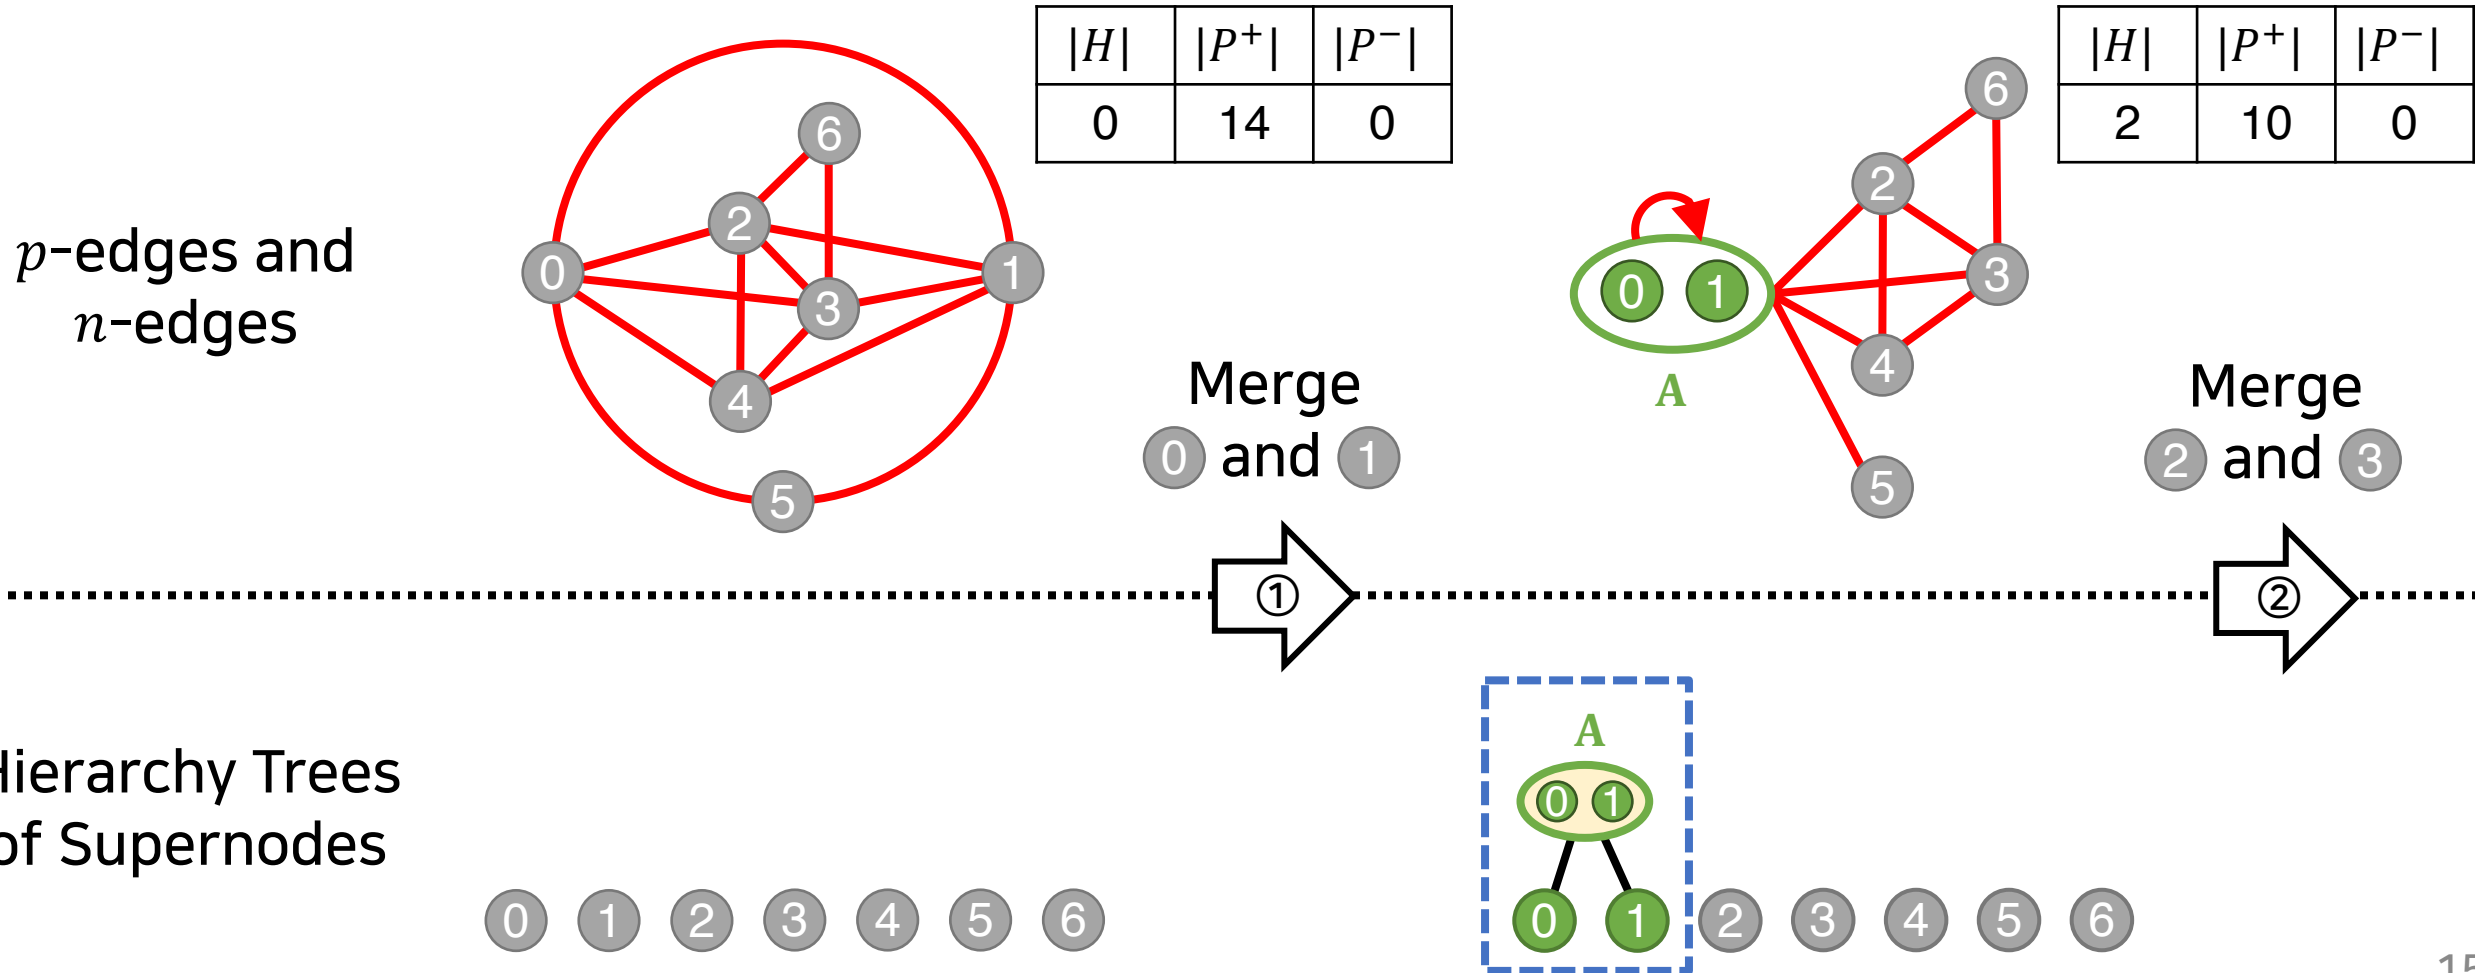 |H| |P⁺| |P⁻|
0 14 0
|H| |P⁺| |P⁻|
2 10 0
p-edges and
n-edges
6
2
0
1
3
4
5
Merge
0 and 1
①
6
2
0 1
3
4
A
5
Merge
2 and 3
②
Hierarchy Trees
of Supernodes
0 1 2 3 4 5 6
A
0 1
0 1 2 3 4 5 6
15